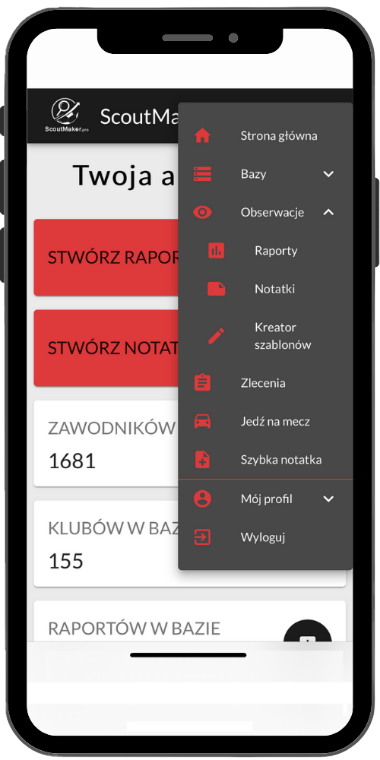 ScoutMaker.pro
ScoutMa
Twoja a
STWÓRZ RAPOR
STWÓRZ NOTAT
ZAWODNIKÓW
1681
KLUBÓW W BAZ
155
RAPORTÓW W BAZIE
Strona główna
Bazy
Obserwacje
Raporty
Notatki
Kreator
szablonów
Zlecenia
Jedź na mecz
Szybka notatka
Mój profil
Wyloguj